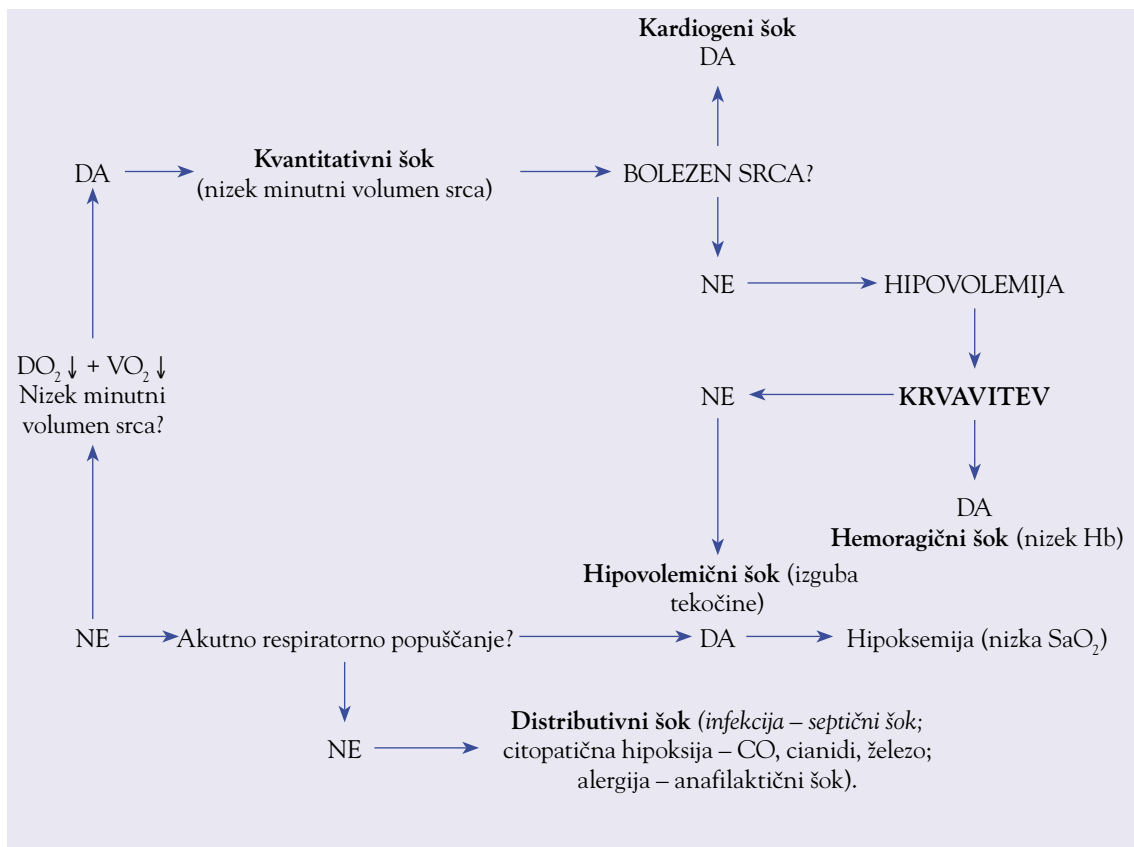 Kardiogeni šok
DA
DA
Kvantitativni šok
(nizek minutni volumen srca)
BOLEZEN SRCA?
NE
HIPOVOLEMIJA
DO₂↓ + VO₂↓
Nizek minutni
volumen srca?
NE
KRVAVITEV
DA
Hemoragični šok (nizek Hb)
Hipovolemični šok (izguba
tekočine)
NE
Akutno respiratorno popuščanje?
DA
Hipoksemija (nizka SaO₂)
NE
Distributivni šok (infekcija – septični šok;
citopatična hipoksija – CO, cianidi, železo;
alergija – anafilaktični šok).